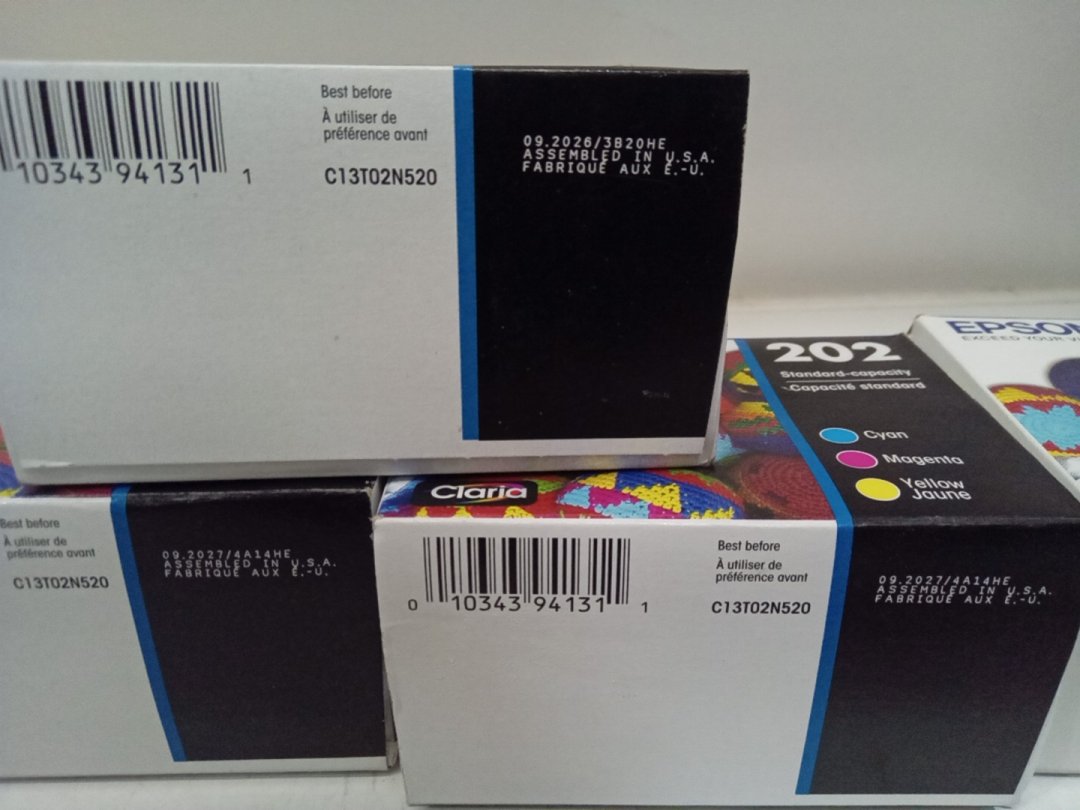 Best before
À utiliser de
préférence avant
10343 94131 1
C13T02N520
09.2026/3B20HE
ASSEMBLED IN U.S.A.
FABRIQUÉ AUX É.-U.
EPSON
EXCEED YOUR
202
Standard-capacity
Capacité standard
Cyan
Magenta
Yellow
Jaune
Claria
Best before
À utiliser de
préférence avant
C13T02N520
09.2027/4A14HE
ASSEMBLED IN U.S.A.
FABRIQUÉ AUX É.-U.
0 10343 94131 1
Best before
À utiliser de
préférence avant
C13T02N520
09.2027/4A14HE
ASSEMBLED IN U.S.A.
FABRIQUÉ AUX É.-U.